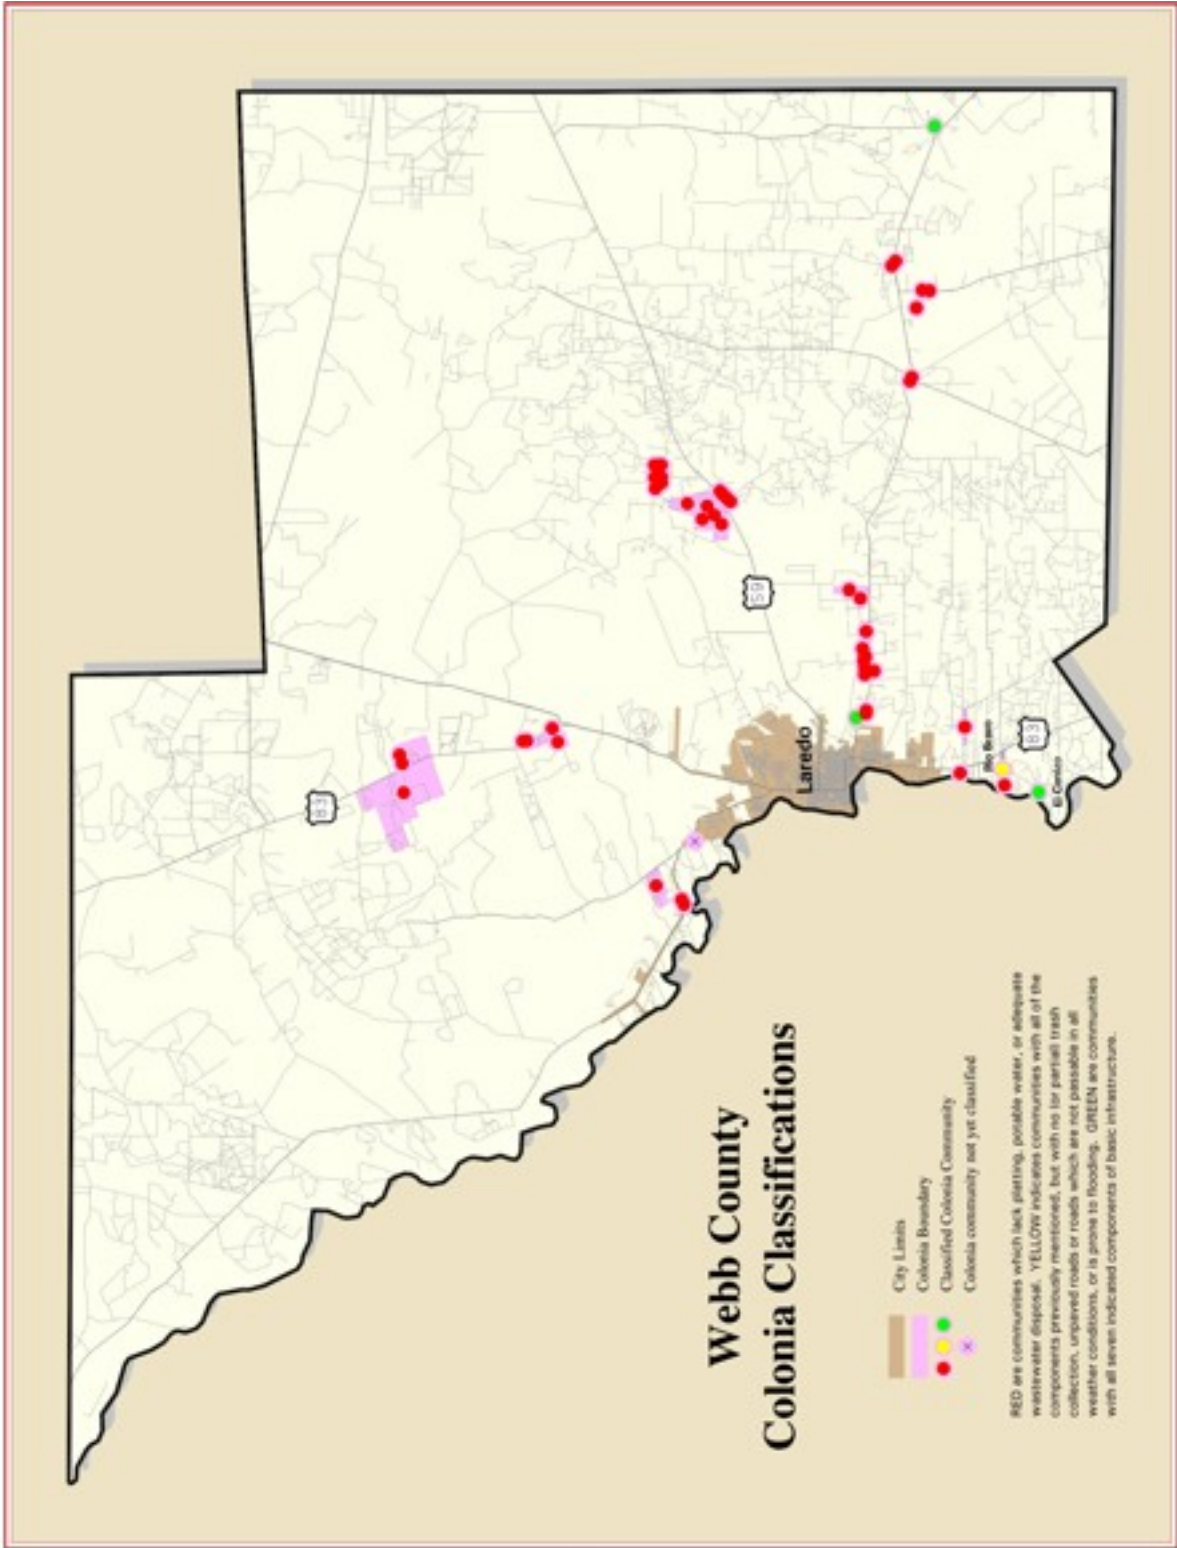 Webb County
Colonia Classifications
City Limits
Colonia Boundary
Classified Colonia Community
Colonia community not yet classified
RED are communities which lack platting, potable water, or adequate
wastewater disposal. YELLOW indicates communities with all of the
components previously mentioned, but with no (or partial) trash
collection, unpaved roads or roads which are not passable in all
weather conditions, or is prone to flooding. GREEN are communities
with all seven indicated components of basic infrastructure.
83
59
Laredo
Rio Bravo
83
El Cenizo